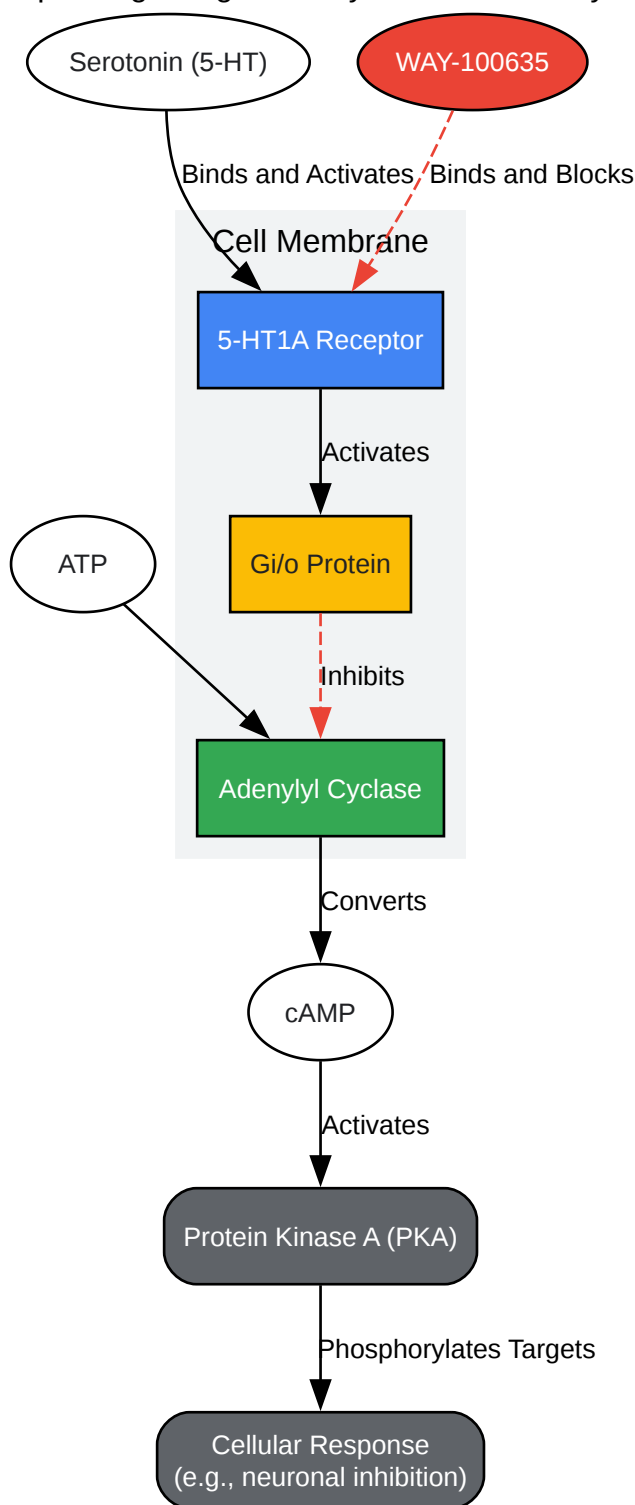 Serotonin (5-HT)
WAY-100635
Binds and Activates
Binds and Blocks
Cell Membrane
5-HT1A Receptor
Activates
ATP
Gi/o Protein
Inhibits
Adenylyl Cyclase
Converts
cAMP
Activates
Protein Kinase A (PKA)
Phosphorylates Targets
Cellular Response
(e.g., neuronal inhibition)